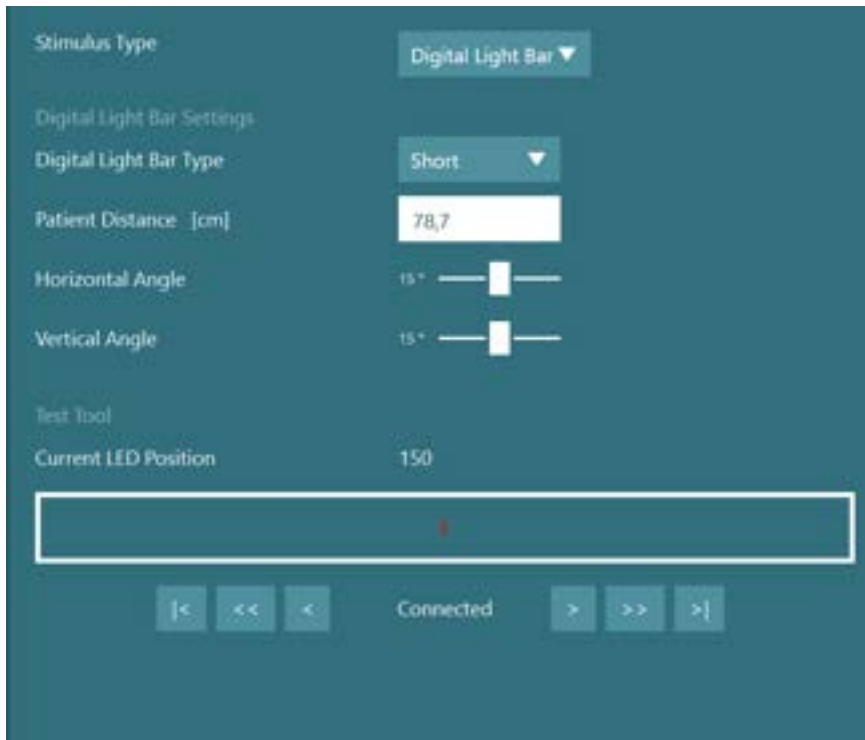 Stimulus Type
Digital Light Bar
Digital Light Bar Settings
Digital Light Bar Type
Short
Patient Distance [cm]
78,7
Horizontal Angle
15 °
Vertical Angle
15 °
Test Tool
Current LED Position
150
|< << < Connected > >> >|